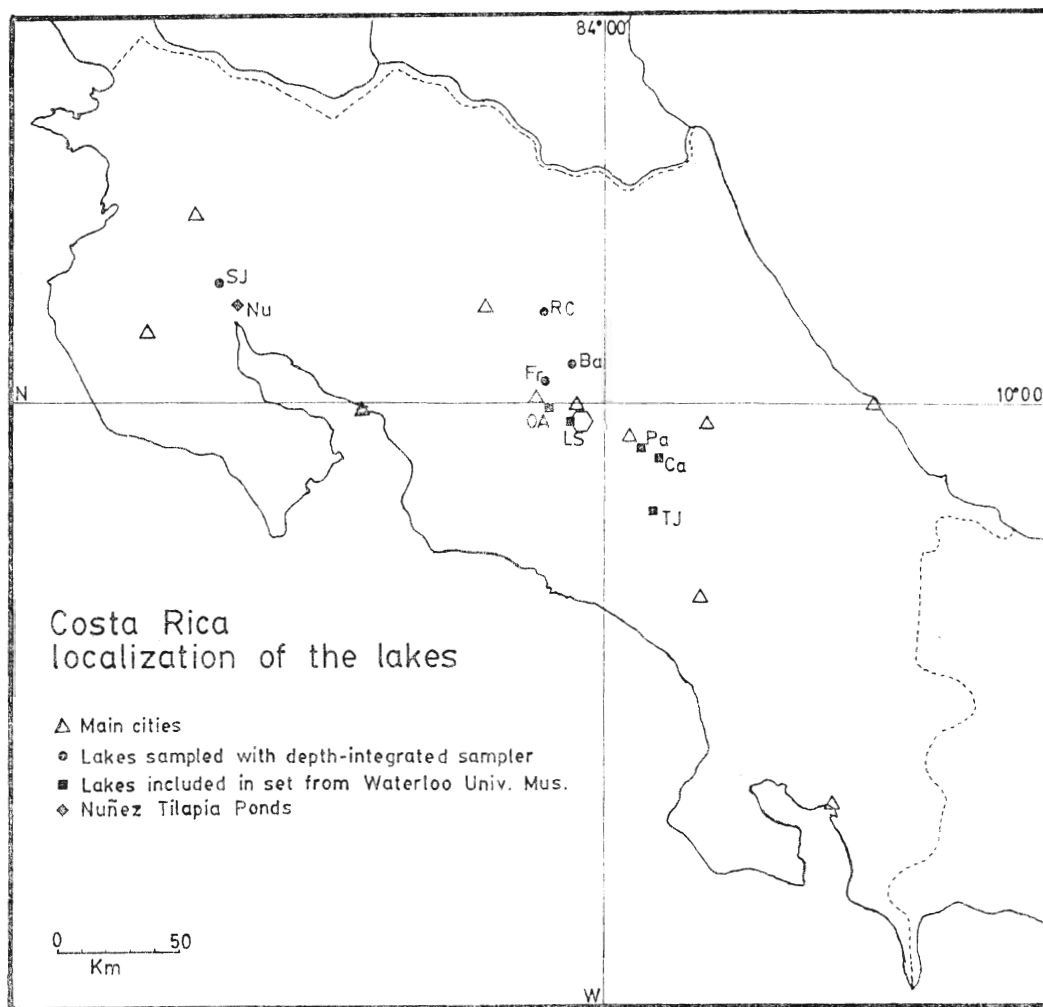 84°00'
SJ
Nu
RC
Ba
Fr
N
10°00
OA
LS
Pa
Ca
TJ
Costa Rica
localization of the lakes
Main cities
Lakes sampled with depth-integrated sampler
Lakes included in set from Waterloo Univ. Mus.
Nuñez Tilapia Ponds
0 50
Km
W